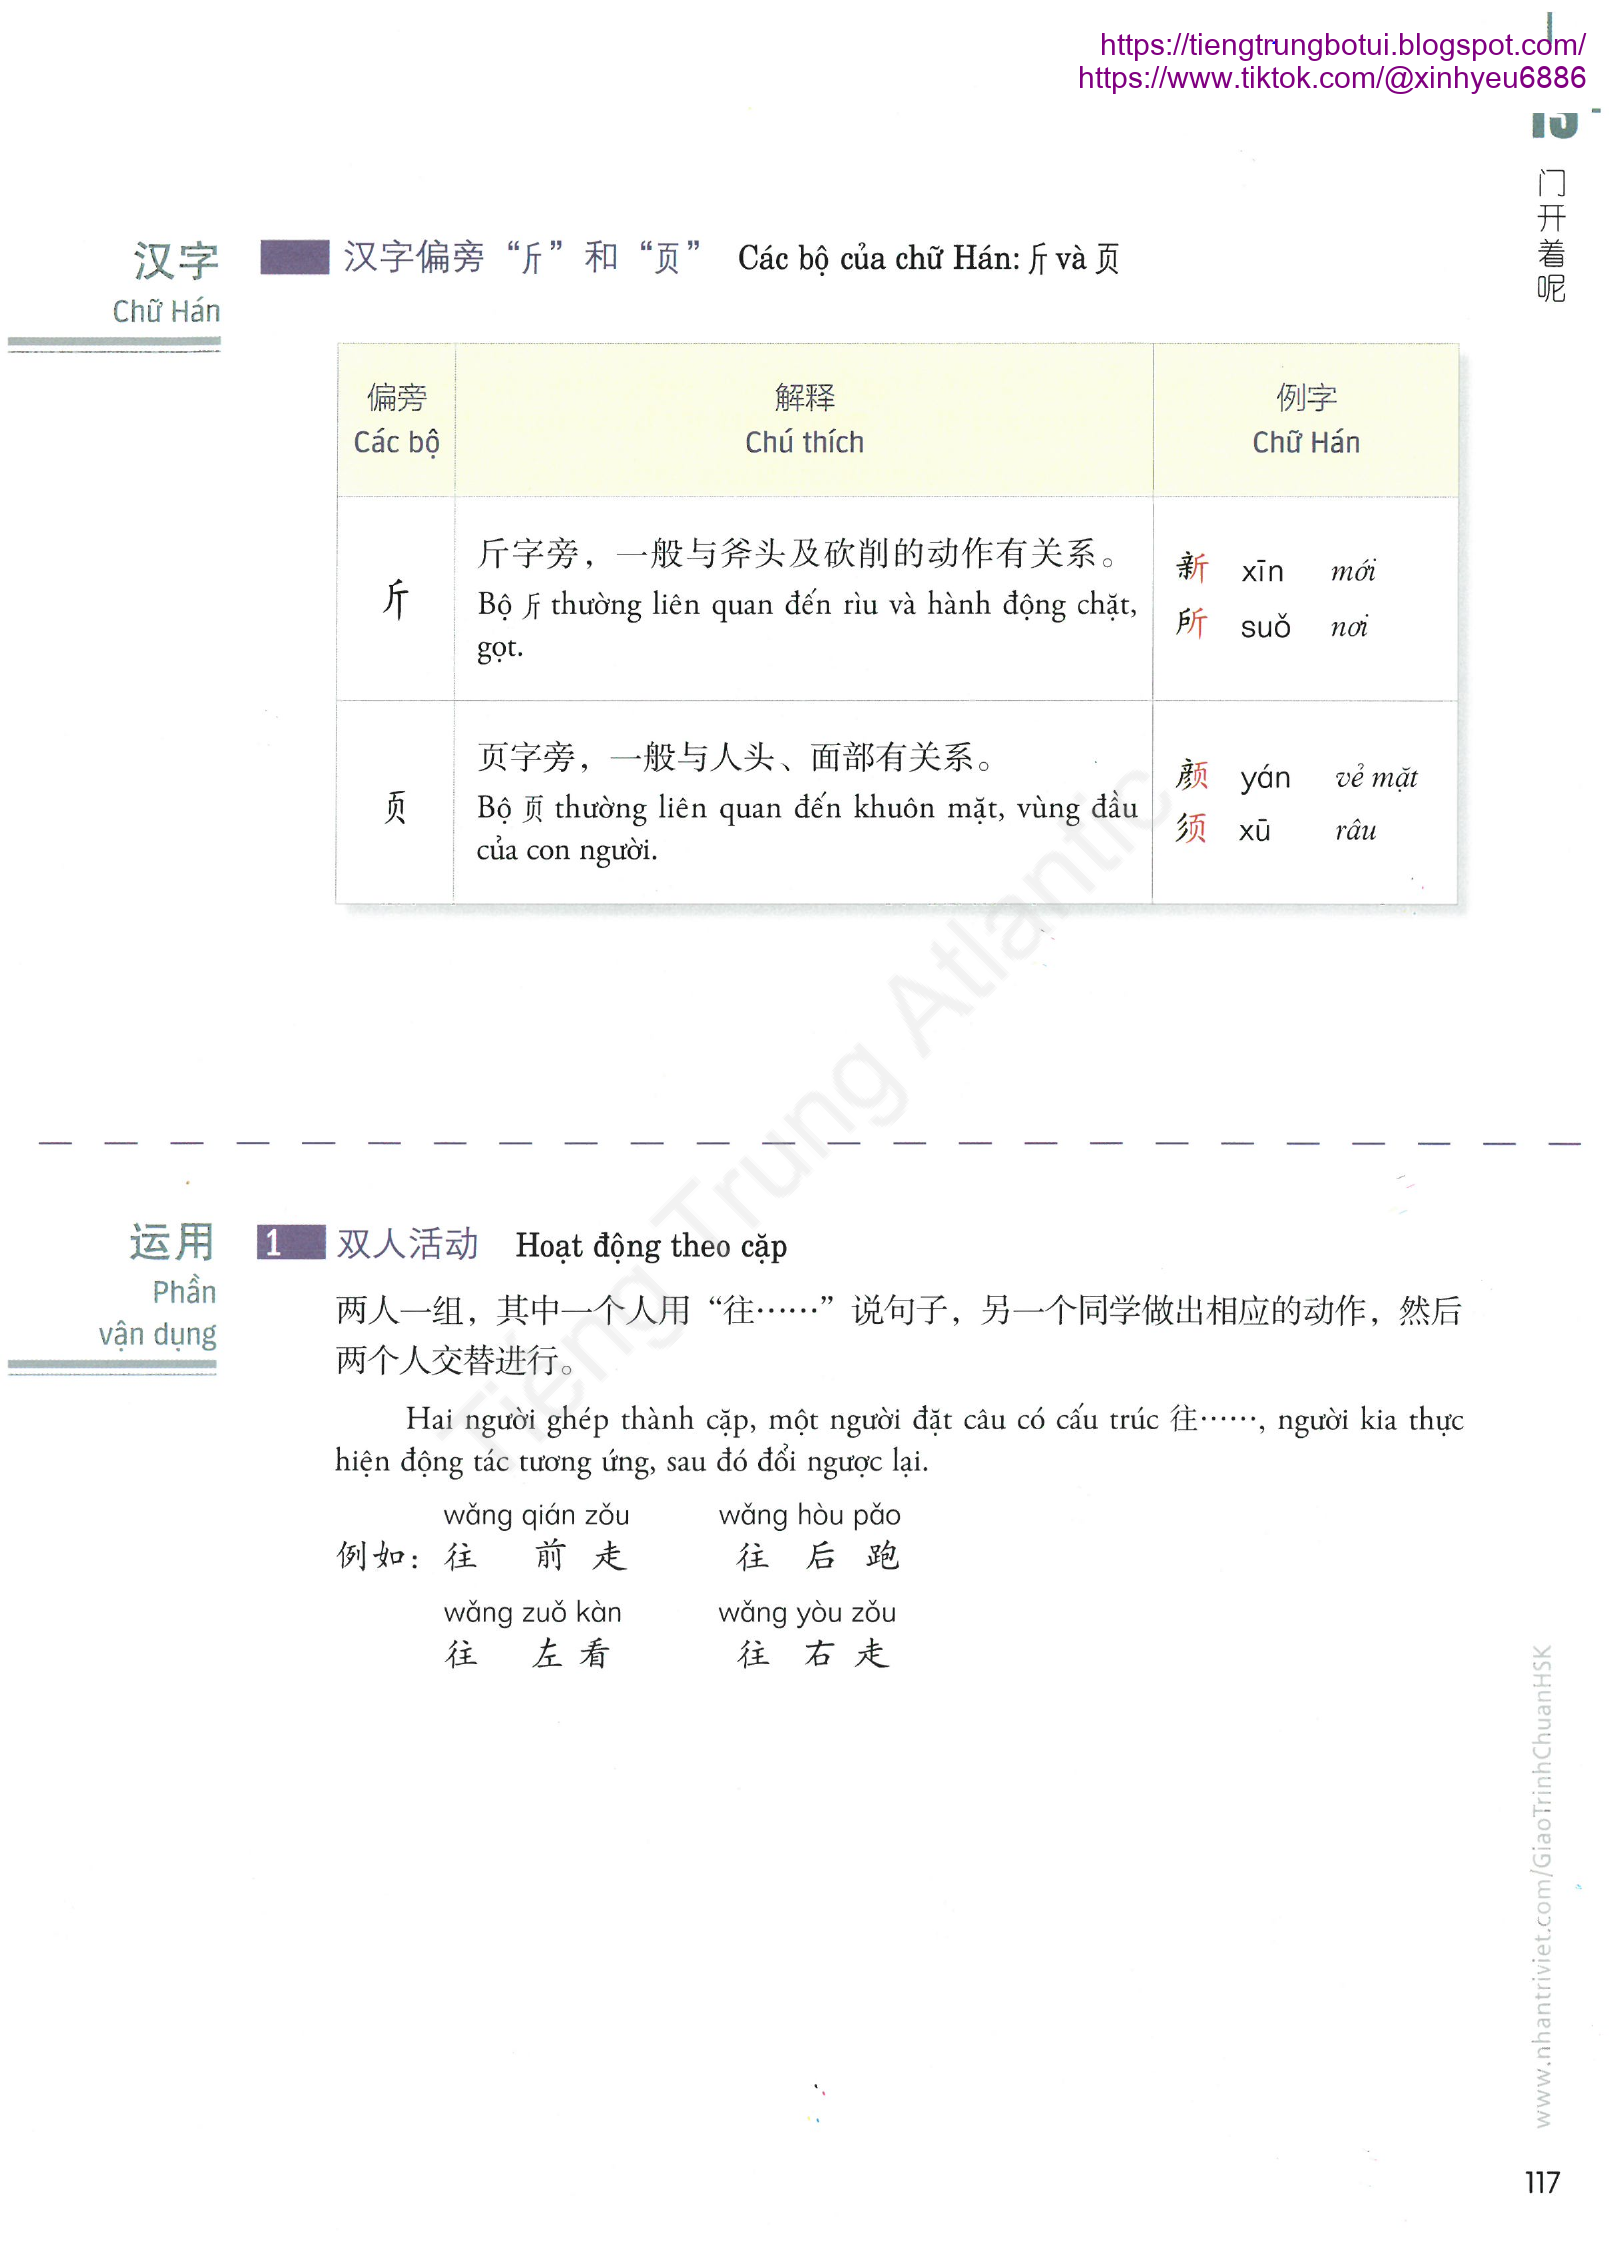 https://tiengtrungbotui.blogspot.com/
https://www.tiktok.com/@xinhyeu6886
13
门开着呢
汉字
Chữ Hán
汉字偏旁“斤”和“页” Các bộ của chữ Hán: 斤 và 页
偏旁 解释 例字
Các bộ Chú thích Chữ Hán
斤
斤字旁，一般与斧头及砍削的动作有关系。
Bộ 斤 thường liên quan đến rìu và hành động chặt,
gọt.
新 xīn mới
所 suǒ nơi
页
页字旁，一般与人头、面部有关系。
Bộ 页 thường liên quan đến khuôn mặt, vùng đầu
của con người.
颜 yán vẻ mặt
须 xū râu
Tiếng Trung Atlantic
运用
Phần
vận dụng
1 双人活动 Hoạt động theo cặp
两人一组，其中一个人用“往……”说句子，另一个同学做出相应的动作，然后
两个人交替进行。
Hai người ghép thành cặp, một người đặt câu có cấu trúc 往……, người kia thực
hiện động tác tương ứng, sau đó đổi ngược lại.
wǎng qián zǒu wǎng hòu pǎo
例如：往 前 走 往 后 跑
wǎng zuǒ kàn wǎng yòu zǒu
往 左 看 往 右 走
www.nhantriviet.com/GiaoTrinhChuanHSK
117